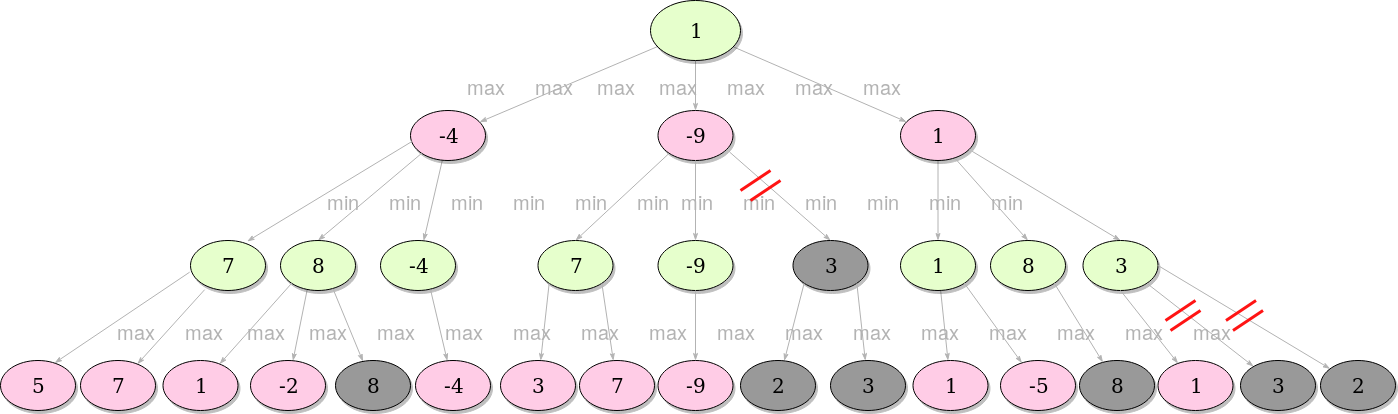 1
max max max max max max max
-4 -9 1
min min min min min min min min min min min min
7 8 -4 7 -9 3 1 8 3
max max max max max max max max max max max max max max max max max
5 7 1 -2 8 -4 3 7 -9 2 3 1 -5 8 1 3 2